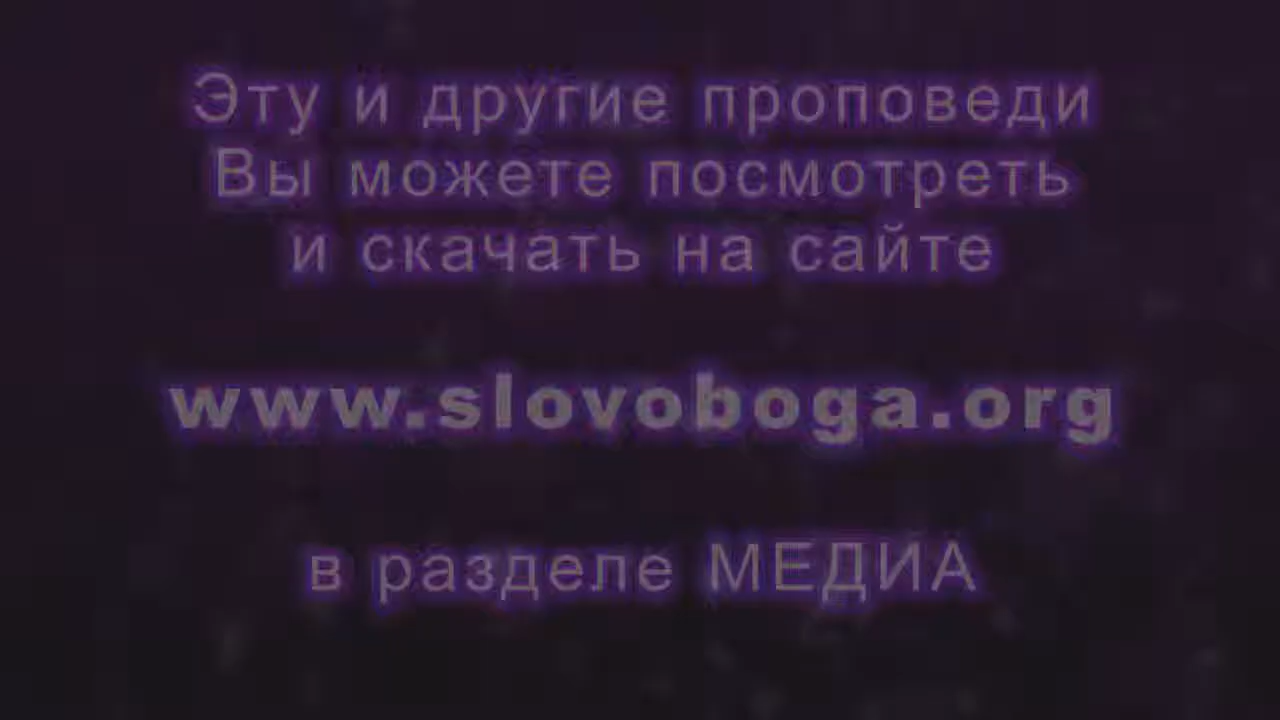 Эту и другие проповеди
Вы можете посмотреть
и скачать на сайте
www.slovoboga.org
в разделе МЕДИА